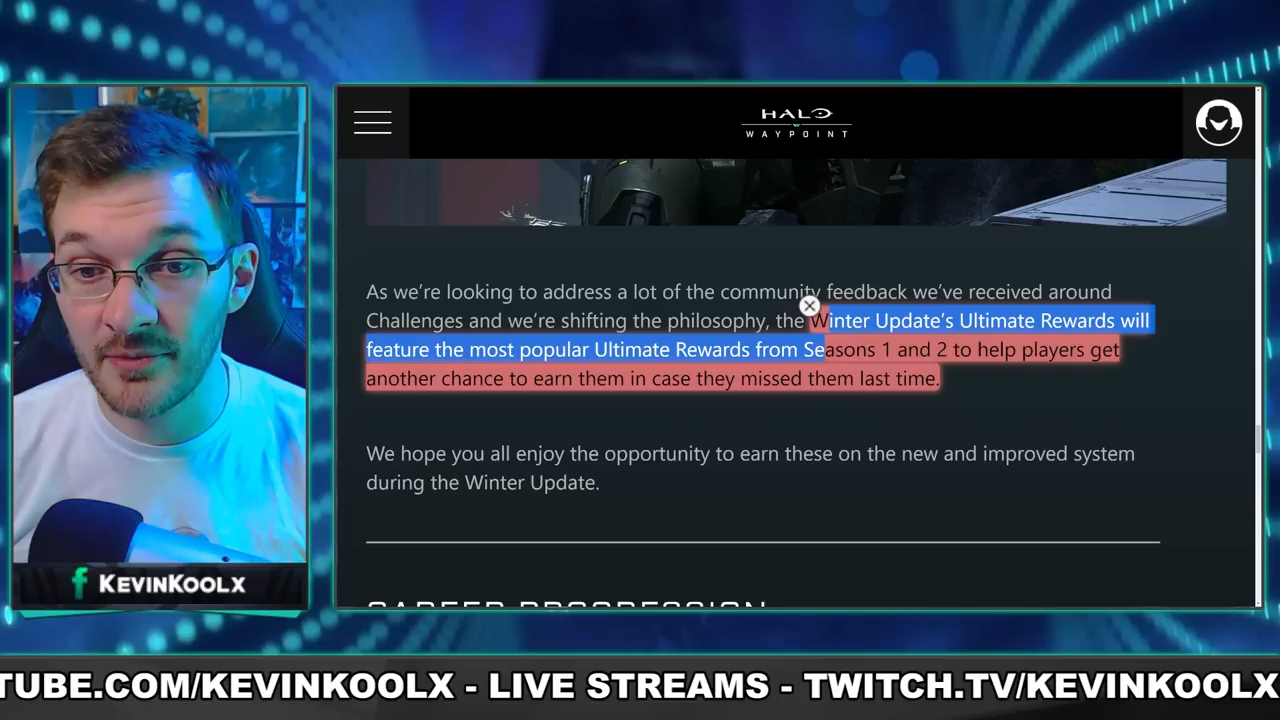 HALO
WAYPOINT
As we're looking to address a lot of the community feedback we've received around
Challenges and we're shifting the philosophy, the Winter Update's Ultimate Rewards will
feature the most popular Ultimate Rewards from Seasons 1 and 2 to help players get
another chance to earn them in case they missed them last time.
We hope you all enjoy the opportunity to earn these on the new and improved system
during the Winter Update.
CAREER PROGRESSION
f KEVINKOOLX
TUBE.COM/KEVINKOOLX - LIVE STREAMS - TWITCH.TV/KEVINKOOLX